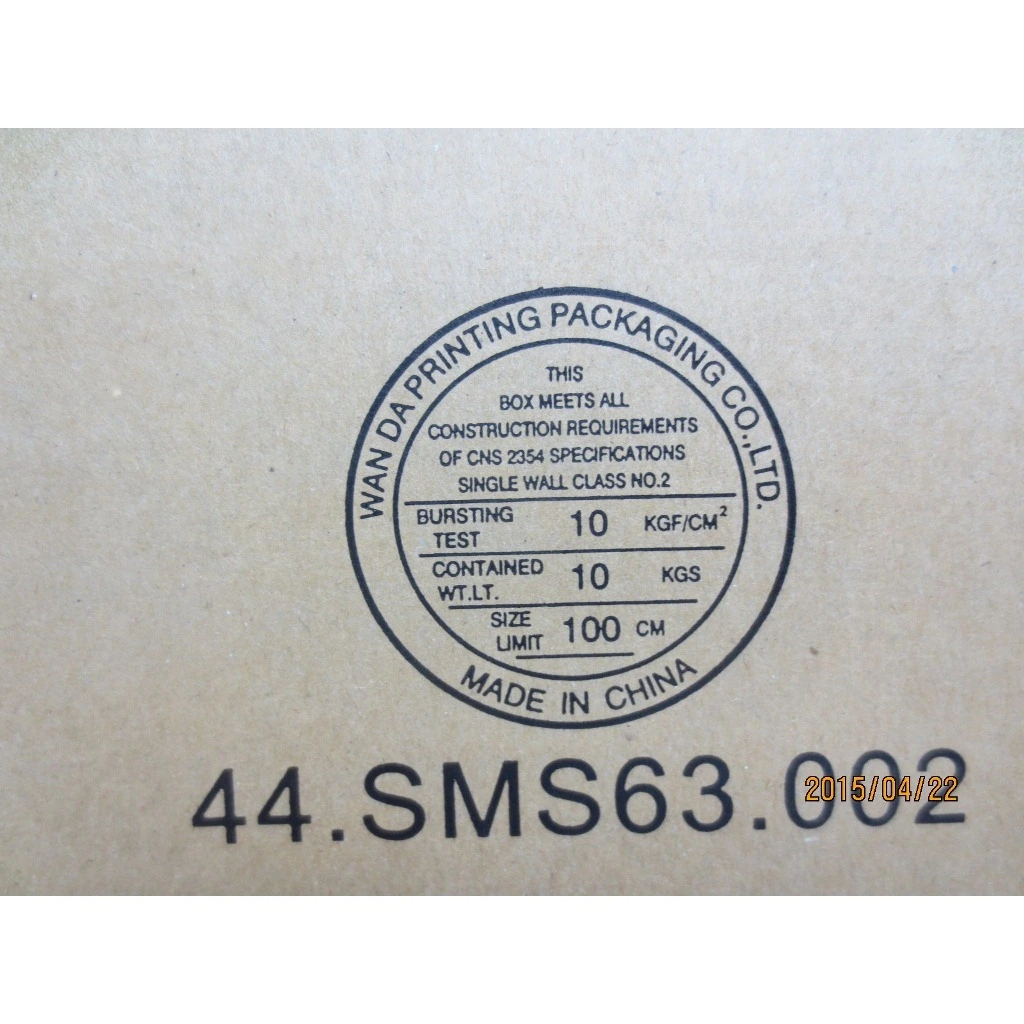 WAN DA PRINTING PACKAGING CO.,LTD.
THIS
BOX MEETS ALL
CONSTRUCTION REQUIREMENTS
OF CNS 2354 SPECIFICATIONS
SINGLE WALL CLASS NO.2
BURSTING TEST 10 KGF/CM²
CONTAINED WT.LT. 10 KGS
SIZE LIMIT 100 CM
MADE IN CHINA
44.SMS63.002
2015/04/22